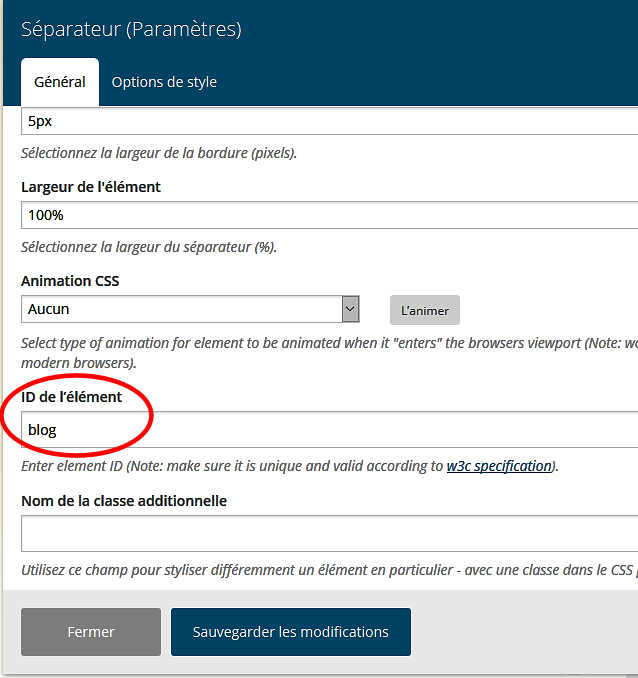 Séparateur (Paramètres)
Général Options de style
5px
Sélectionnez la largeur de la bordure (pixels).
Largeur de l'élément
100%
Sélectionnez la largeur du séparateur (%).
Animation CSS
Aucun L'animer
Select type of animation for element to be animated when it "enters" the browsers viewport (Note: wo
modern browsers).
ID de l'élément
blog
Enter element ID (Note: make sure it is unique and valid according to w3c specification).
Nom de la classe additionnelle
Utilisez ce champ pour styliser différemment un élément en particulier - avec une classe dans le CSS
Fermer Sauvegarder les modifications